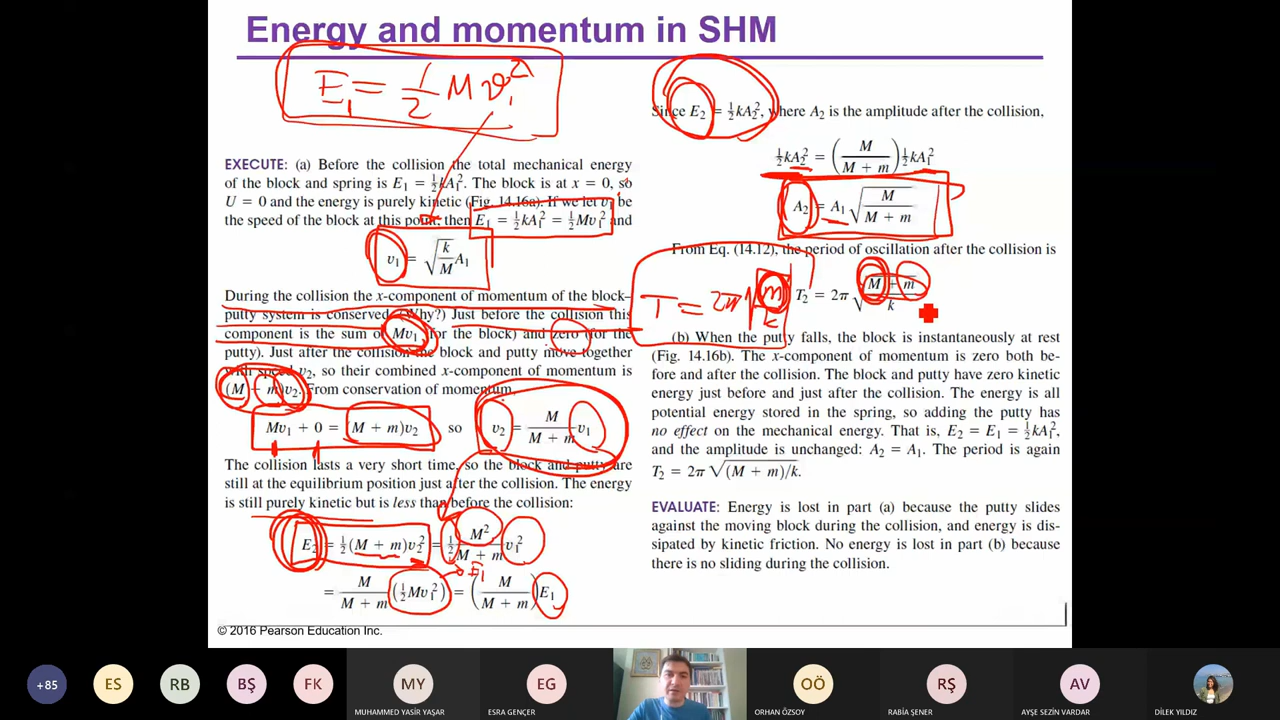 Energy and momentum in SHM
E₁ = ½ M v₁²
EXECUTE: (a) Before the collision the total mechanical energy
of the block and spring is E₁ = ½kA₁². The block is at x = 0, so
U = 0 and the energy is purely kinetic (Fig. 14.16a). If we let v₁ be
the speed of the block at this point, then E₁ = ½kA₁² = ½Mv₁² and
v₁ = √(k/M) A₁
During the collision the x-component of momentum of the block–
putty system is conserved. (Why?) Just before the collision this
component is the sum of Mv₁ (for the block) and zero (for the
putty). Just after the collision the block and putty move together
with speed v₂, so their combined x-component of momentum is
(M + m)v₂. From conservation of momentum,
Mv₁ + 0 = (M + m)v₂ so v₂ = M/(M + m) v₁
The collision lasts a very short time, so the block and putty are
still at the equilibrium position just after the collision. The energy
is still purely kinetic but is less than before the collision:
E₂ = ½(M + m)v₂² = ½ M²/(M + m) v₁²
E₁
= M/(M + m) (½Mv₁²) = (M/(M + m)) E₁
Since E₂ = ½kA₂², where A₂ is the amplitude after the collision,
½kA₂² = (M/(M + m)) ½kA₁²
A₂ = A₁ √(M/(M + m))
From Eq. (14.12), the period of oscillation after the collision is
T = 2π √(m/k)
T₂ = 2π √((M + m)/k)
(b) When the putty falls, the block is instantaneously at rest
(Fig. 14.16b). The x-component of momentum is zero both be-
fore and after the collision. The block and putty have zero kinetic
energy just before and just after the collision. The energy is all
potential energy stored in the spring, so adding the putty has
no effect on the mechanical energy. That is, E₂ = E₁ = ½kA₁²,
and the amplitude is unchanged: A₂ = A₁. The period is again
T₂ = 2π √(M + m)/k.
EVALUATE: Energy is lost in part (a) because the putty slides
against the moving block during the collision, and energy is dis-
sipated by kinetic friction. No energy is lost in part (b) because
there is no sliding during the collision.
© 2016 Pearson Education Inc.
+85
ES
RB
BŞ
FK
MY
MUHAMMED YASİR YAŞAR
EG
ESRA GENÇER
OÖ
ORHAN ÖZSOY
RŞ
RABİA ŞENER
AV
AYŞE SEZİN VARDAR
DİLEK YILDIZ